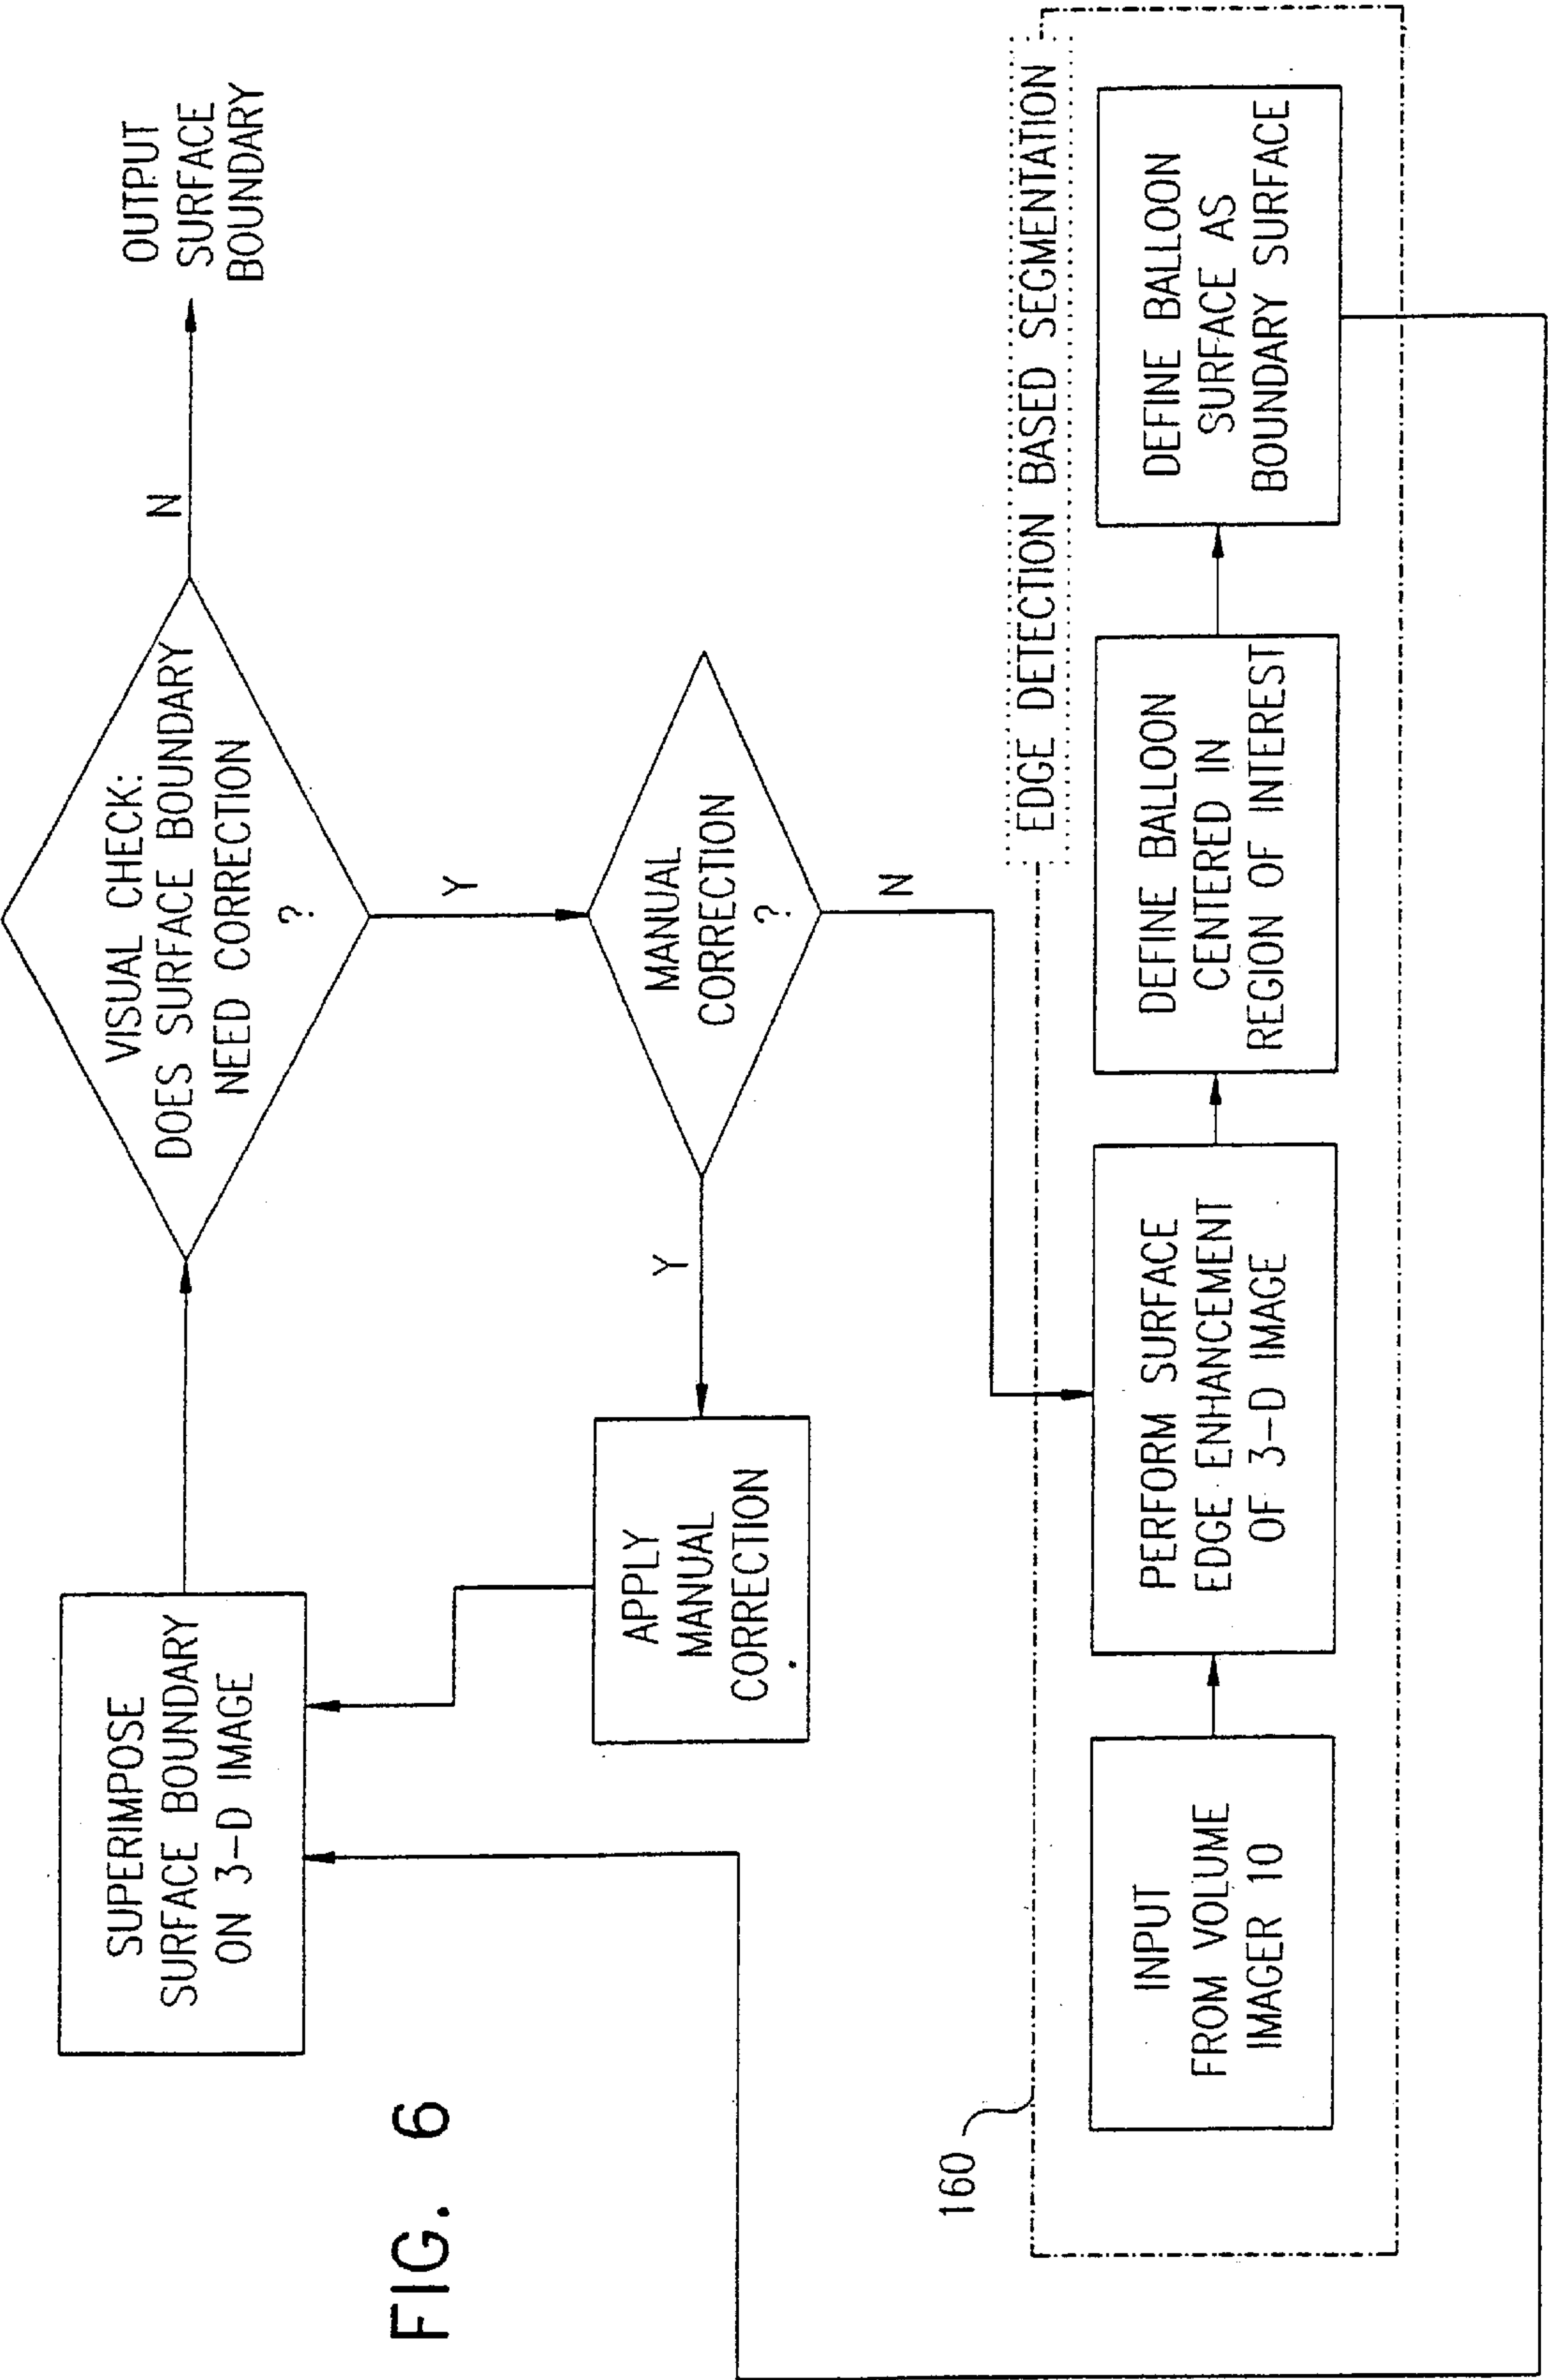 SUPERIMPOSE
SURFACE BOUNDARY
ON 3-D IMAGE
VISUAL CHECK:
DOES SURFACE BOUNDARY
NEED CORRECTION
?
N
OUTPUT
SURFACE
BOUNDARY
Y
MANUAL
CORRECTION
?
Y
N
APPLY
MANUAL
CORRECTION
FIG. 6
160
EDGE DETECTION BASED SEGMENTATION
INPUT
FROM VOLUME
IMAGER 10
PERFORM SURFACE
EDGE ENHANCEMENT
OF 3-D IMAGE
DEFINE BALLOON
CENTERED IN
REGION OF INTEREST
DEFINE BALLOON
SURFACE AS
BOUNDARY SURFACE